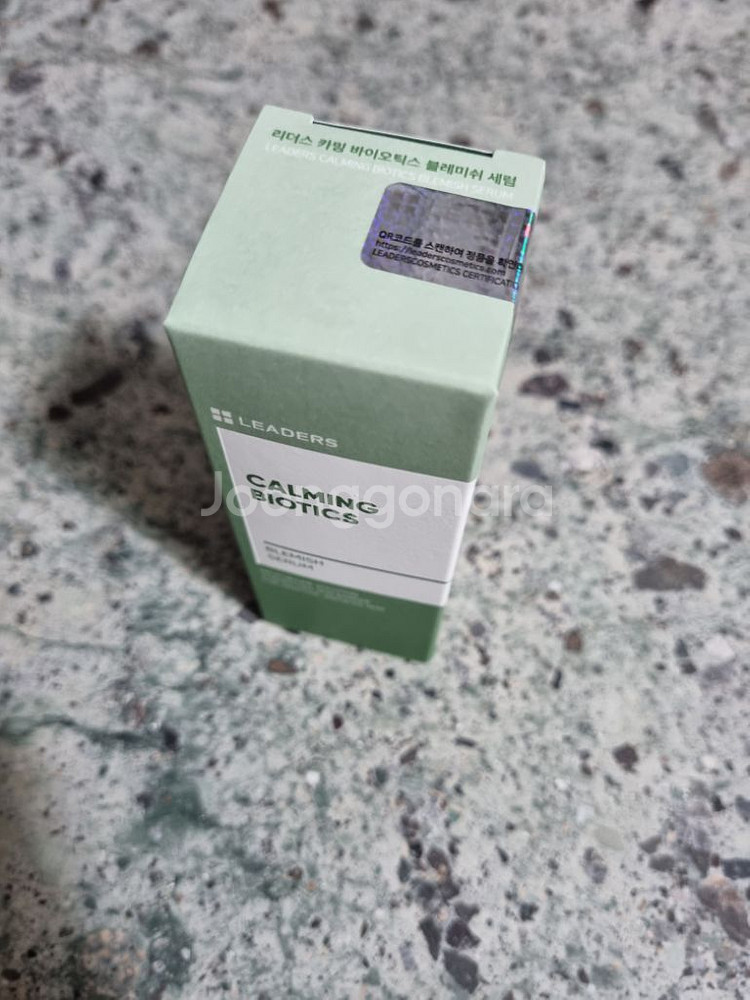 리더스 카밍 바이오틱스 블레미쉬 세럼
LEADERS CALMING BIOTICS BLEMISH SERUM
QR코드를 스캔하여 정품을 확인
https://leaderscosmetics.com
LEADERSCOSMETICS CERTIFICATIO
LEADERS
CALMING
BIOTICS
BLEMISH
SERUM
Joonggonara